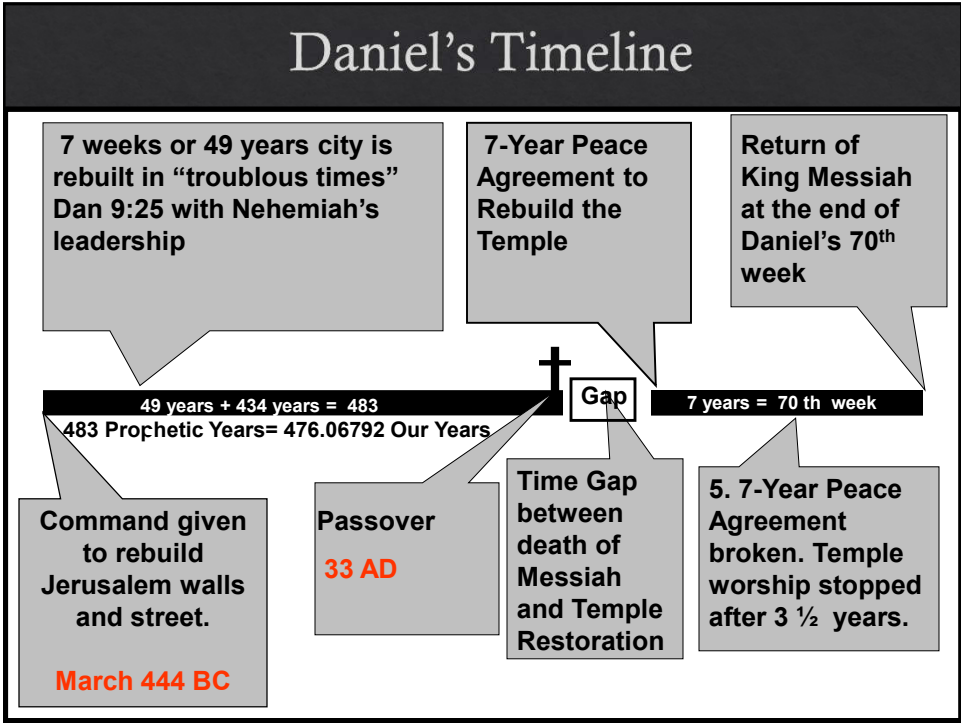 Daniel's Timeline
7 weeks or 49 years city is
rebuilt in “troublous times”
Dan 9:25 with Nehemiah's
leadership
7-Year Peace
Agreement to
Rebuild the
Temple
Return of
King Messiah
at the end of
Daniel's 70th
week
49 years + 434 years = 483
Gap
7 years = 70 th week
483 Prophetic Years= 476.06792 Our Years
Command given
to rebuild
Jerusalem walls
and street.
March 444 BC
Passover
33 AD
Time Gap
between
death of
Messiah
and Temple
Restoration
5. 7-Year Peace
Agreement
broken. Temple
worship stopped
after 3 ½ years.